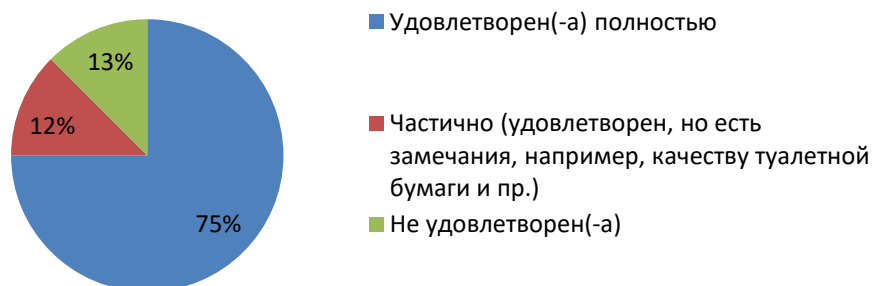 Удовлетворен(-а) полностью
13%
Частично (удовлетворен, но есть
замечания, например, качеству туалетной
бумаги и пр.)
12%
Не удовлетворен(-а)
75%